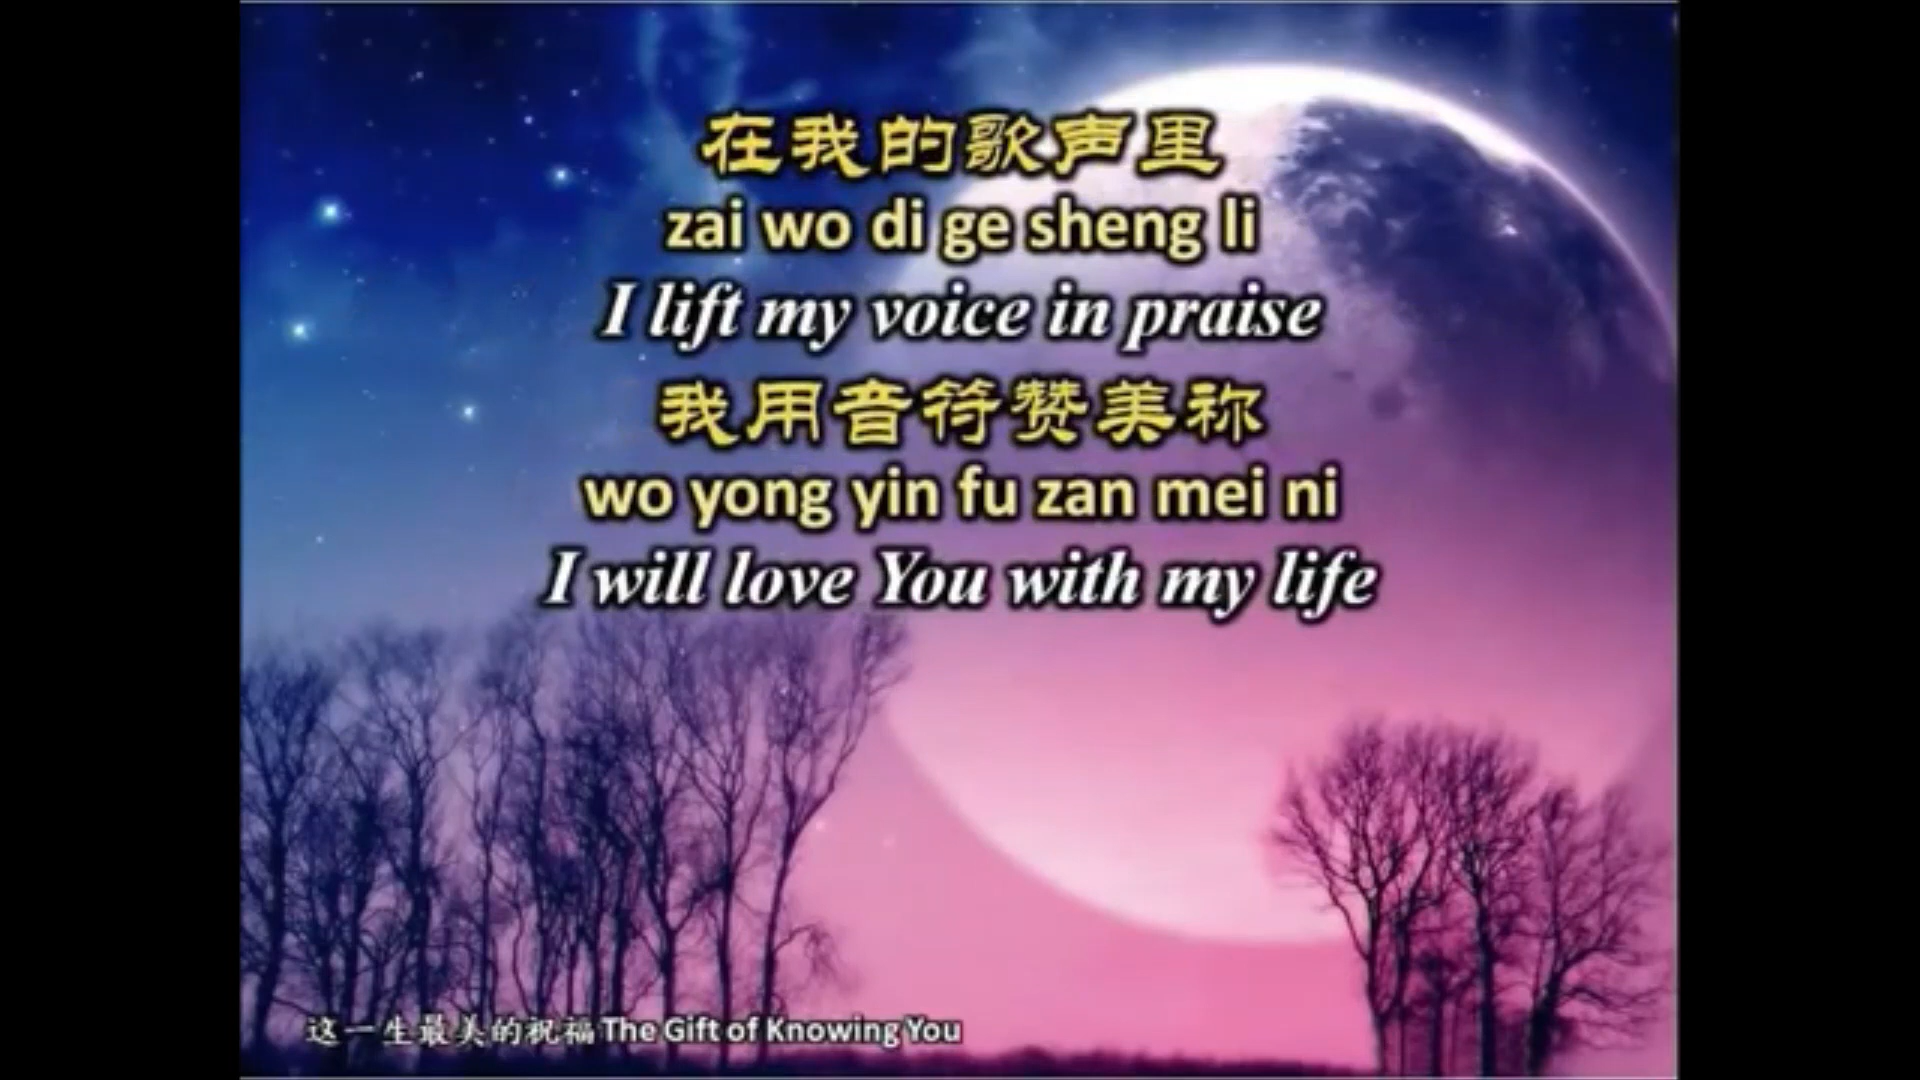 在我的歌声里
zai wo di ge sheng li
I lift my voice in praise
我用音符赞美祢
wo yong yin fu zan mei ni
I will love You with my life
这一生最美的祝福 The Gift of Knowing You